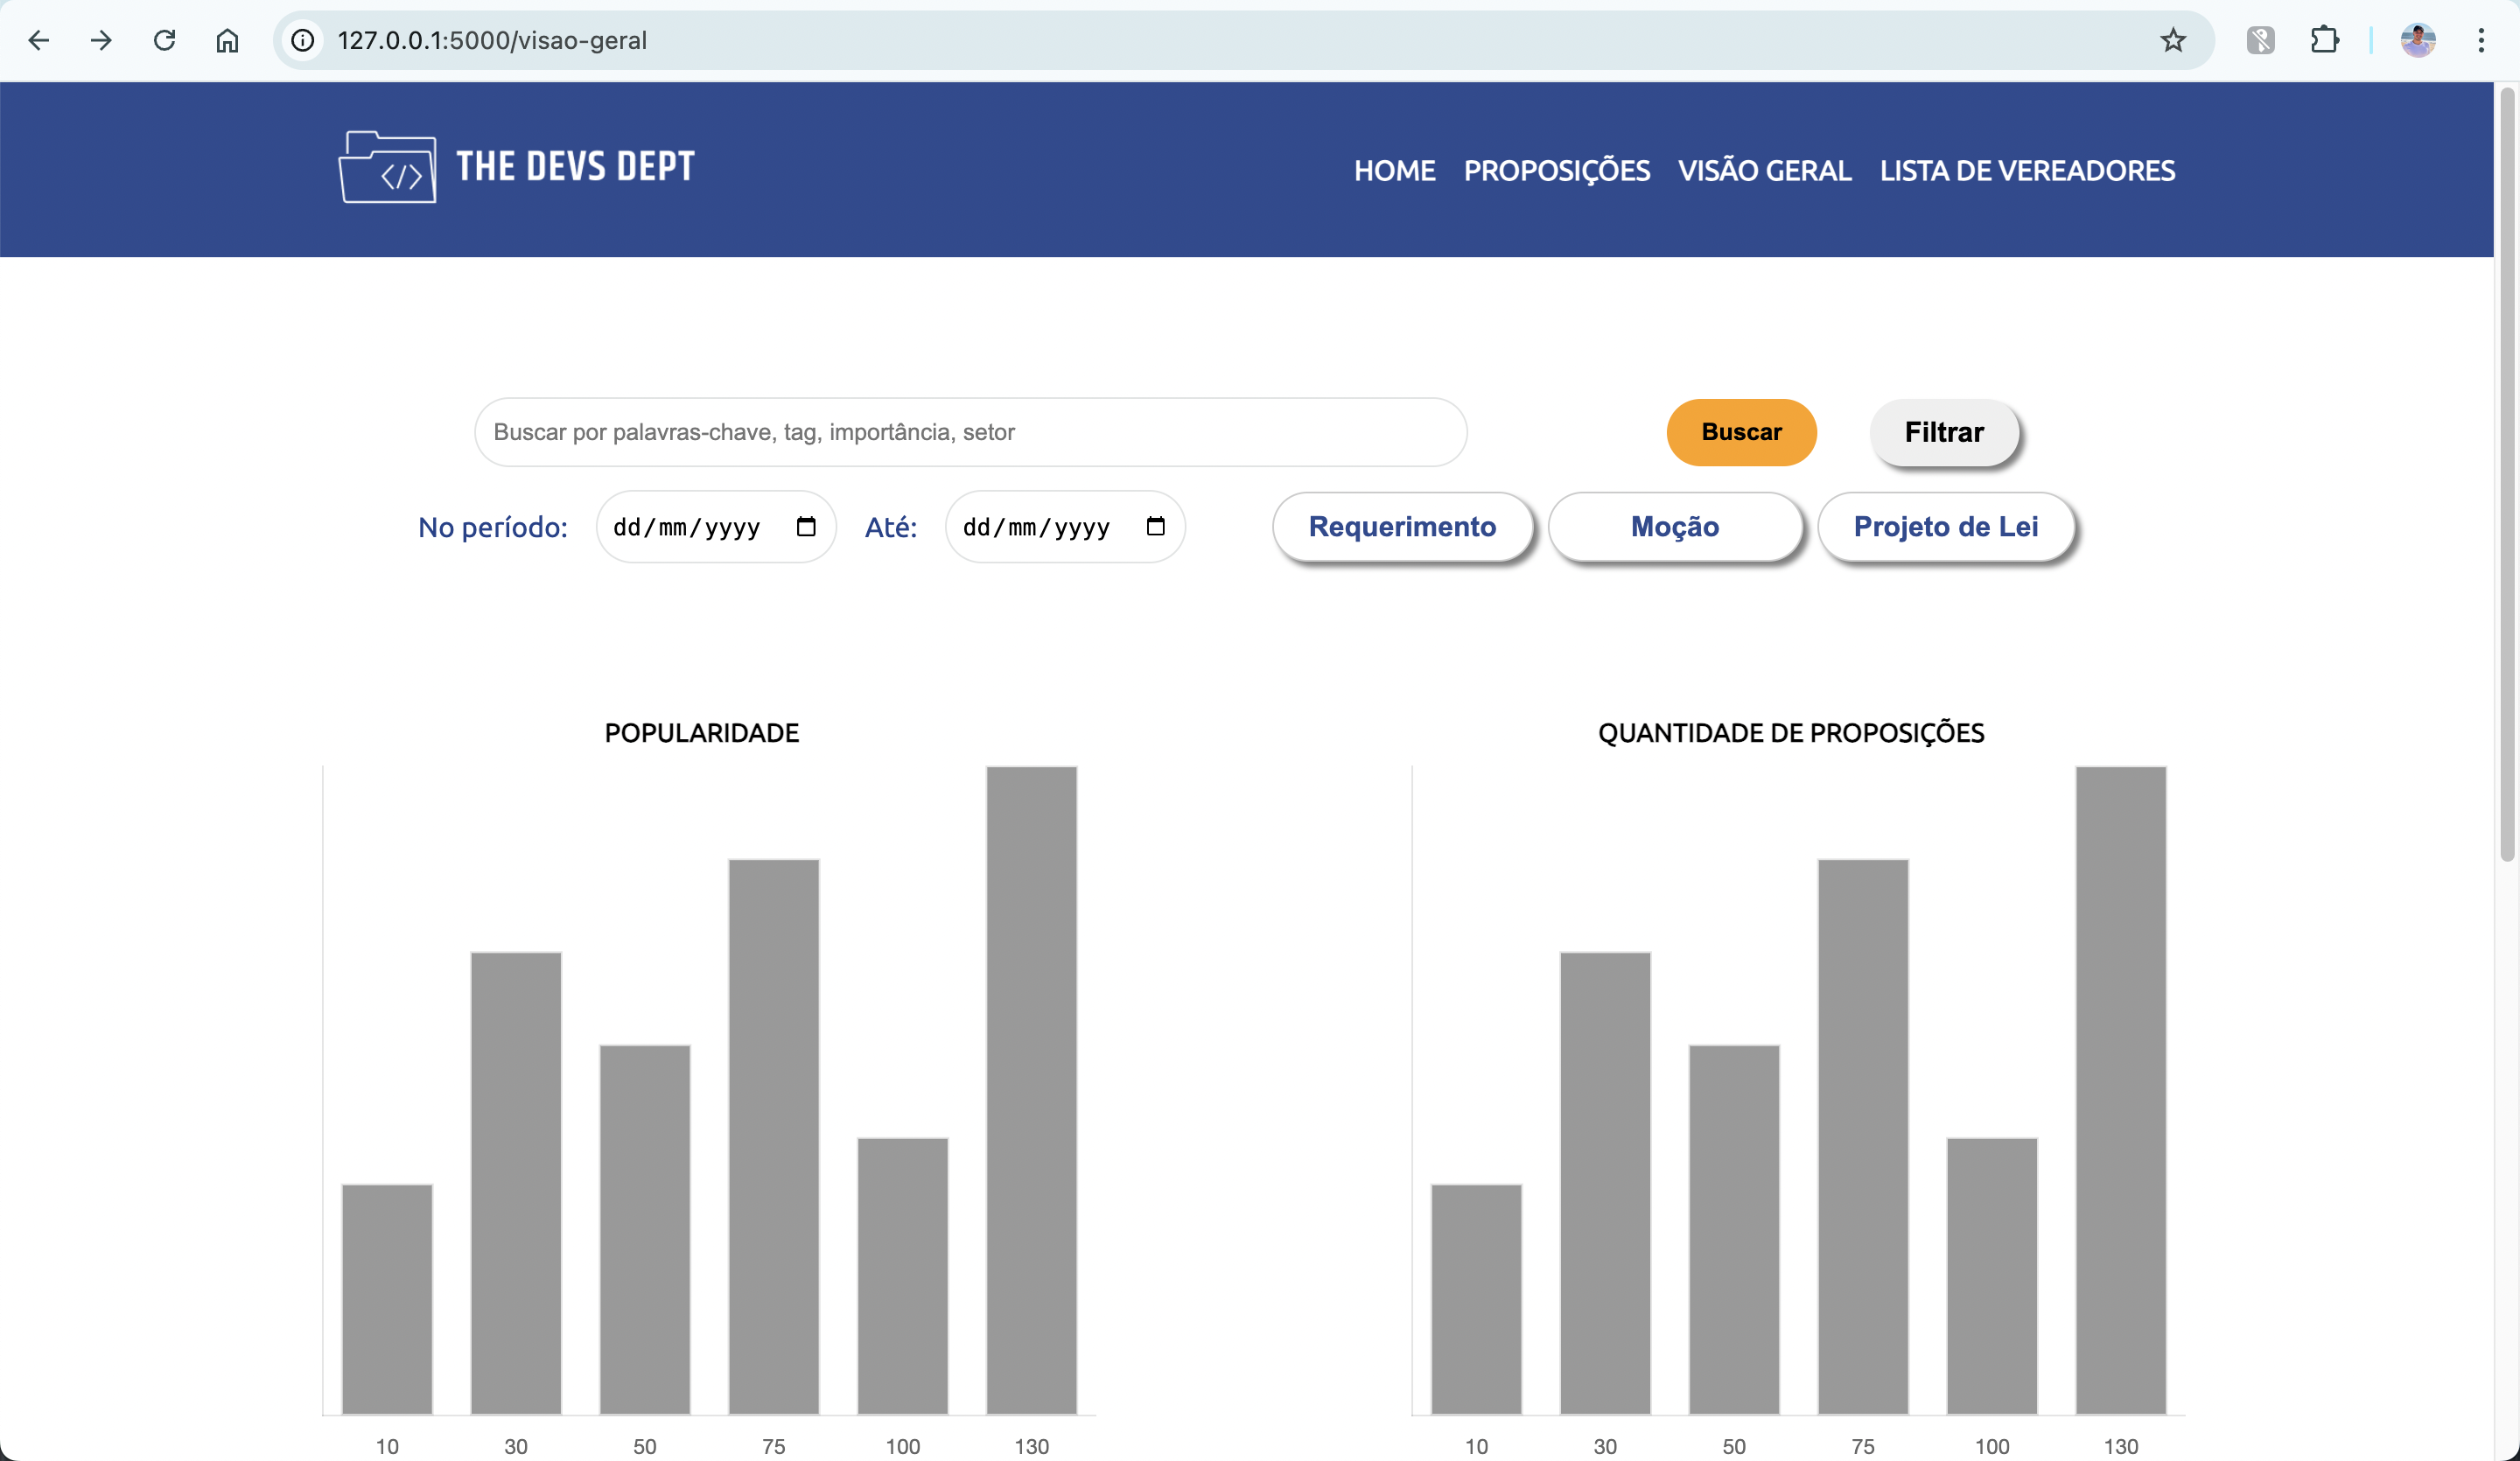 127.0.0.1:5000/visao-geral
</> THE DEVS DEPT
HOME PROPOSIÇÕES VISÃO GERAL LISTA DE VEREADORES
Buscar por palavras-chave, tag, importância, setor
Buscar
Filtrar
No período: dd/mm/yyyy Até: dd/mm/yyyy
Requerimento
Moção
Projeto de Lei
POPULARIDADE
10 30 50 75 100 130
QUANTIDADE DE PROPOSIÇÕES
10 30 50 75 100 130